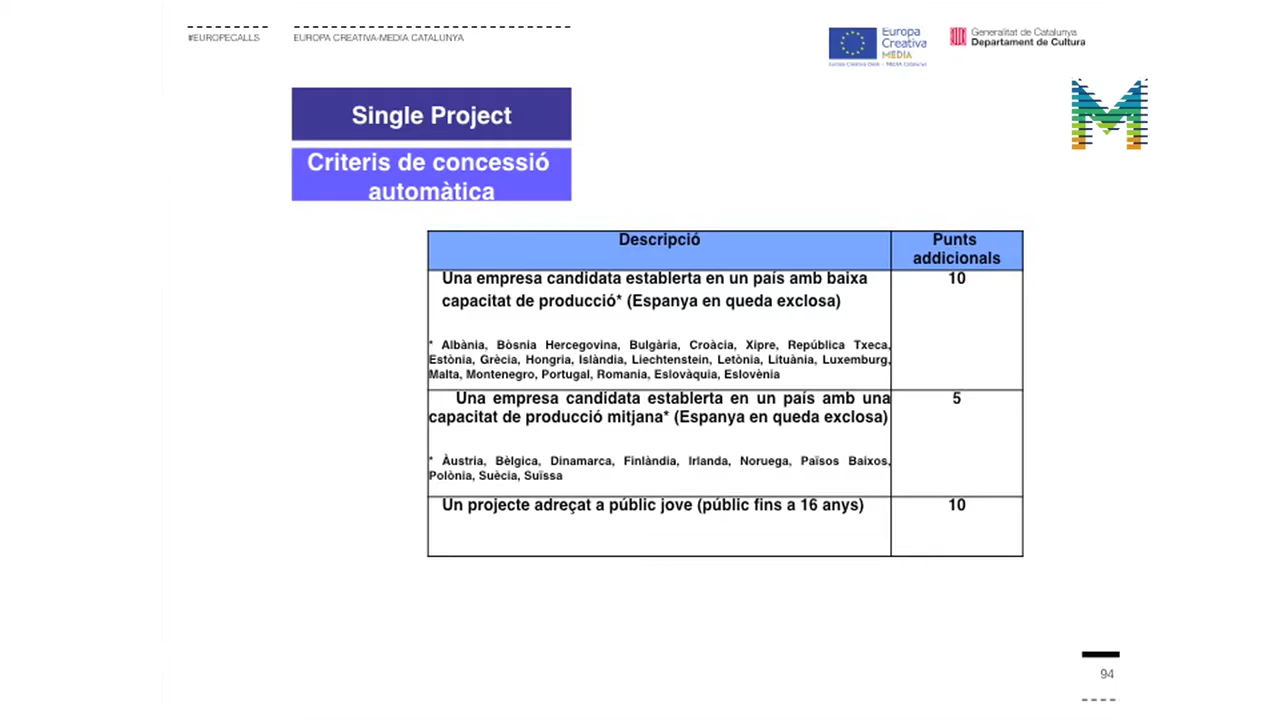 #EUROPECALLS
EUROPA CREATIVA-MEDIA CATALUNYA
Europa
Creativa
MEDIA
Europa Creativa Desk - MEDIA Catalunya
Generalitat de Catalunya
Departament de Cultura
Single Project
Criteris de concessió
automàtica
Descripció
Punts
addicionals
Una empresa candidata establerta en un país amb baixa
capacitat de producció* (Espanya en queda exclosa)
10
* Albània, Bòsnia Hercegovina, Bulgària, Croàcia, Xipre, República Txeca,
Estònia, Grècia, Hongria, Islàndia, Liechtenstein, Letònia, Lituània, Luxemburg,
Malta, Montenegro, Portugal, Romania, Eslovàquia, Eslovènia
Una empresa candidata establerta en un país amb una
capacitat de producció mitjana* (Espanya en queda exclosa)
5
* Àustria, Bèlgica, Dinamarca, Finlàndia, Irlanda, Noruega, Països Baixos,
Polònia, Suècia, Suïssa
Un projecte adreçat a públic jove (públic fins a 16 anys)
10
94